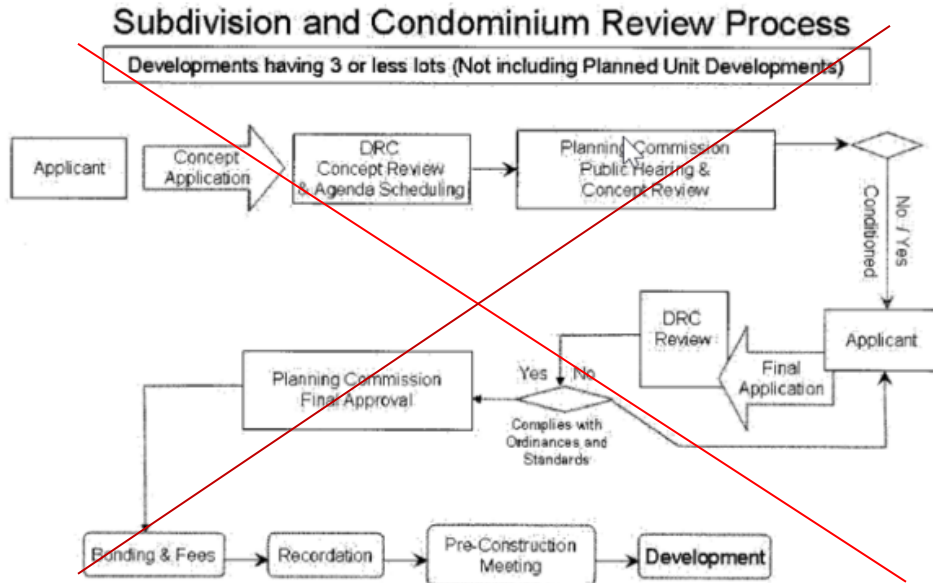 Subdivision and Condominium Review Process
Developments having 3 or less lots (Not including Planned Unit Developments)
Applicant
Concept
Application
DRC
Concept Review
& Agenda Scheduling
Planning Commission
Public Hearing &
Concept Review
No / Yes
Conditioned
Applicant
Final
Application
DRC
Review
Yes
No
Complies with
Ordinances and
Standards
Planning Commission
Final Approval
Bonding & Fees
Recordation
Pre-Construction
Meeting
Development